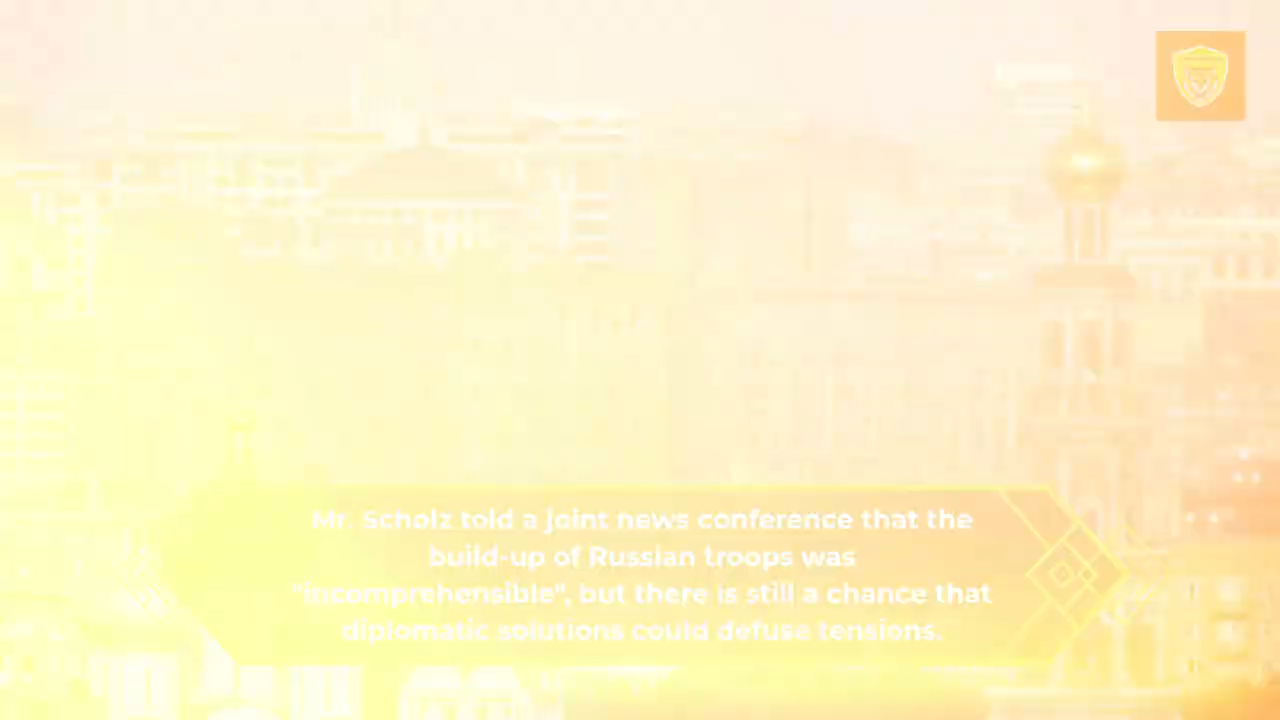 Mr. Scholz told a joint news conference that the
build-up of Russian troops was
"incomprehensible", but there is still a chance that
diplomatic solutions could defuse tensions.